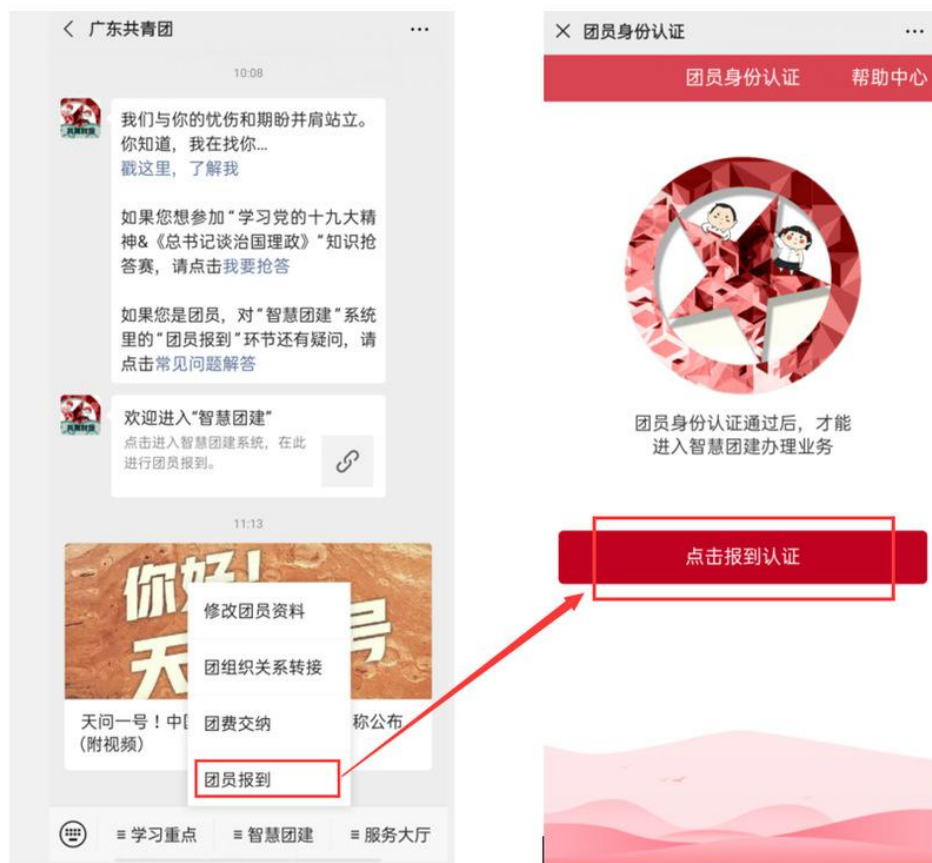 广东共青团
10:08
我们与你的忧伤和期盼并肩站立。
你知道，我在找你...
戳这里，了解我
如果您想参加“学习党的十九大精
神&《总书记谈治国理政》”知识抢
答赛，请点击我要抢答
如果您是团员，对“智慧团建”系统
里的“团员报到”环节还有疑问，请
点击常见问题解答
欢迎进入“智慧团建”
点击进入智慧团建系统，在此
进行团员报到。
11:13
你好！
天
号
天问一号！中
称公布
（附视频）
修改团员资料
团组织关系转接
团费交纳
团员报到
≡ 学习重点
≡ 智慧团建
≡ 服务大厅
团员身份认证
团员身份认证
帮助中心
团员身份认证通过后，才能
进入智慧团建办理业务
点击报到认证